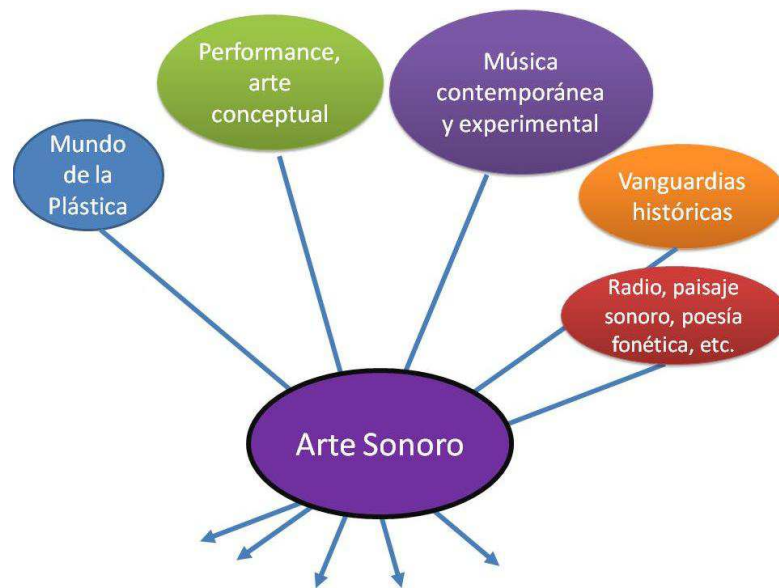 Performance,
arte
conceptual
Música
contemporánea
y experimental
Mundo
de la
Plástica
Vanguardias
históricas
Radio, paisaje
sonoro, poesía
fonética, etc.
Arte Sonoro